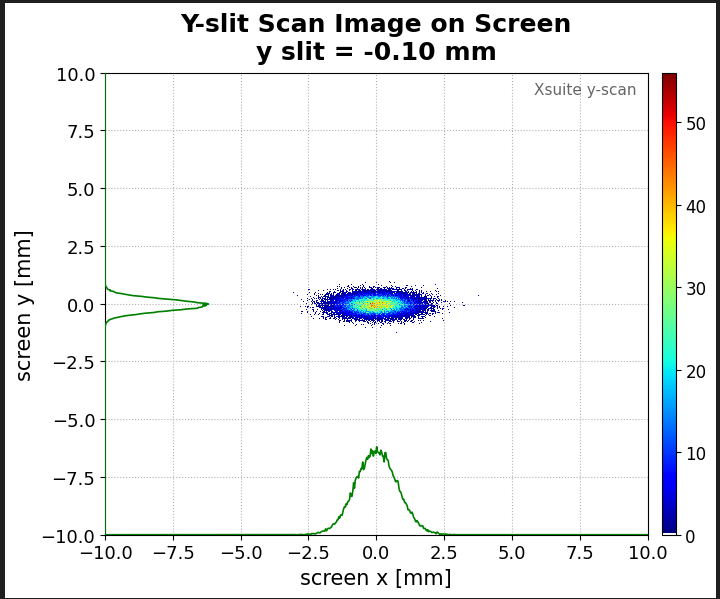 Y-slit Scan Image on Screen
y slit = -0.10 mm
Xsuite y-scan
10.0
7.5
5.0
2.5
0.0
−2.5
−5.0
−7.5
−10.0
screen y [mm]
−10.0 −7.5 −5.0 −2.5 0.0 2.5 5.0 7.5 10.0
screen x [mm]
50
40
30
20
10
0